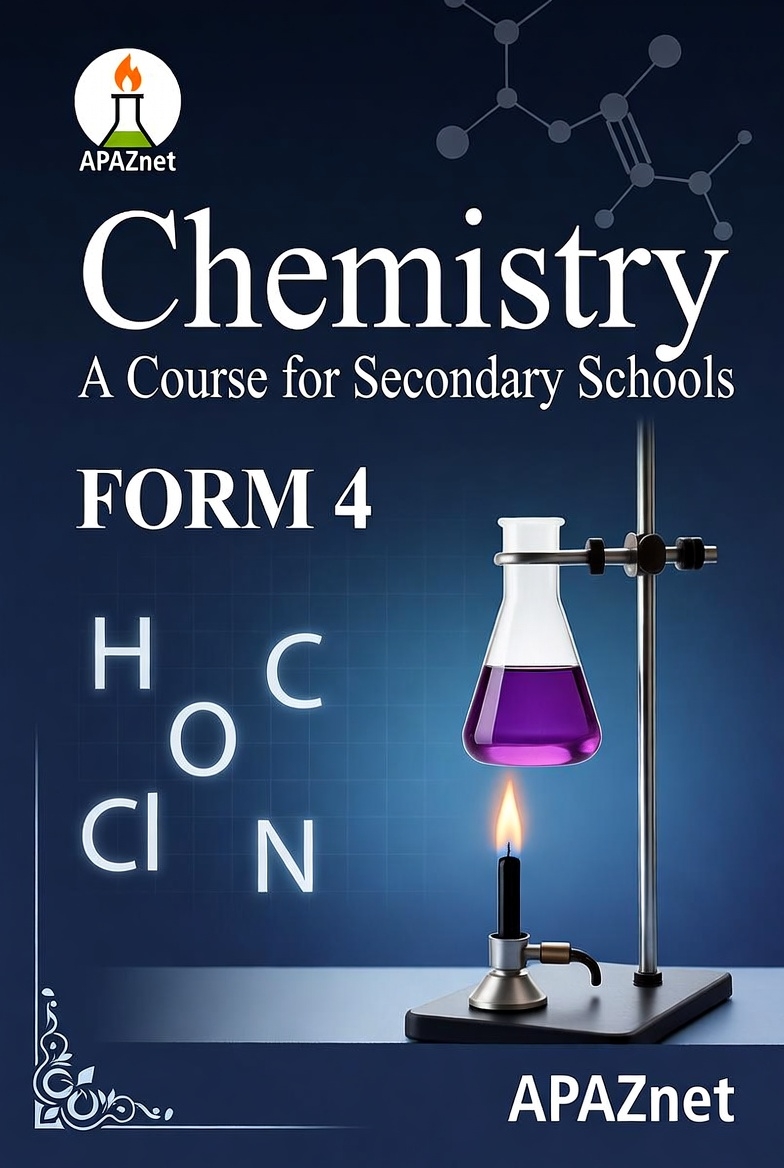 APAZnet
Chemistry
A Course for Secondary Schools
FORM 4
H
C
O
Cl
N
APAZnet